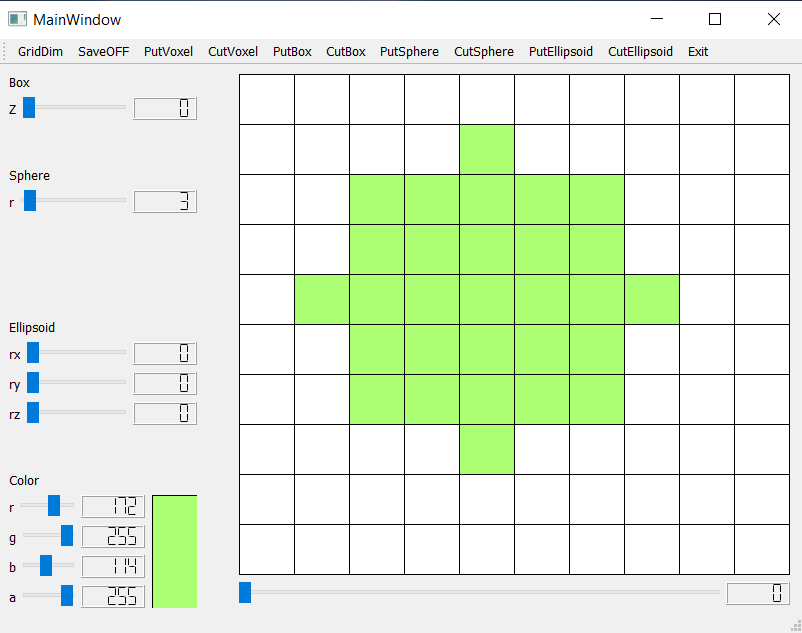 MainWindow
GridDim SaveOFF PutVoxel CutVoxel PutBox CutBox PutSphere CutSphere PutEllipsoid CutEllipsoid Exit
Box
Z 0
Sphere
r 3
Ellipsoid
rx 0
ry 0
rz 0
Color
r 172
g 255
b 114
a 255
0